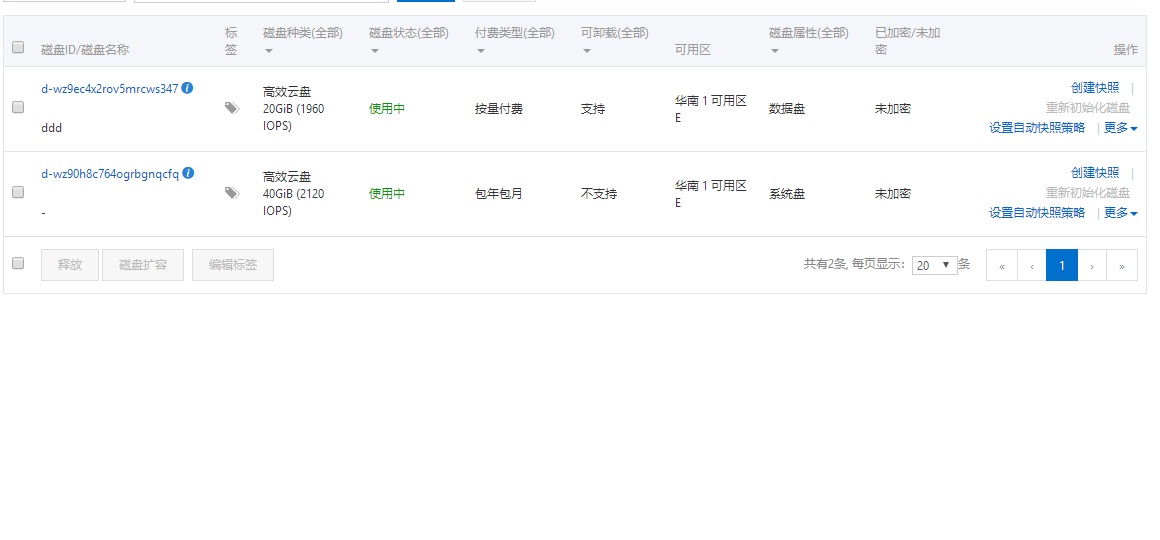 磁盘ID/磁盘名称
标
签
磁盘种类(全部)
磁盘状态(全部)
付费类型(全部)
可卸载(全部)
可用区
磁盘属性(全部)
已加密/未加
密
操作
d-wz9ec4x2rov5mrcws347
ddd
高效云盘
20GiB (1960
IOPS)
使用中
按量付费
支持
华南 1 可用区
E
数据盘
未加密
创建快照 |
重新初始化磁盘
设置自动快照策略 | 更多
d-wz90h8c764ogrbgnqcfq
-
高效云盘
40GiB (2120
IOPS)
使用中
包年包月
不支持
华南 1 可用区
E
系统盘
未加密
创建快照 |
重新初始化磁盘
设置自动快照策略 | 更多
释放 磁盘扩容 编辑标签
共有2条, 每页显示: 20 条 « ‹ 1 › »